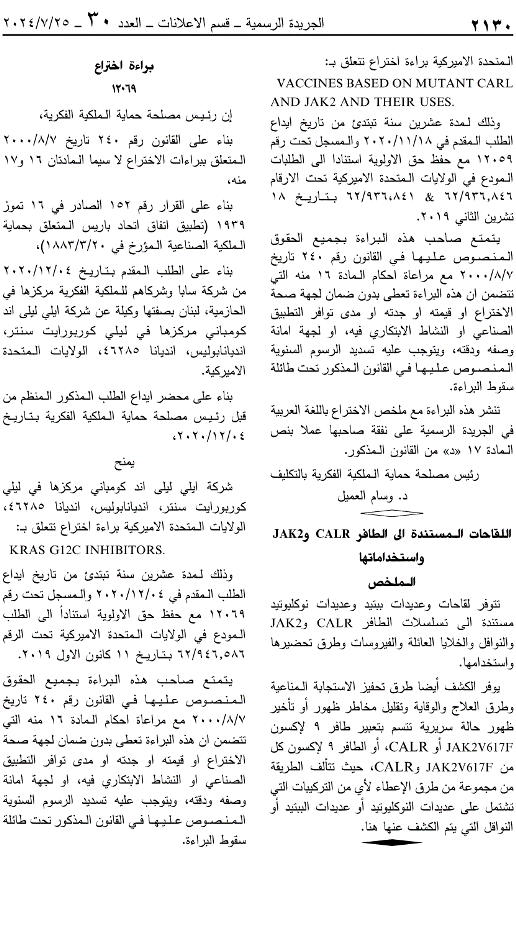 ٢١٣٠
الجريدة الرسمية – قسم الاعلانات – العدد ٣٠ – ٢٠٢٤/٧/٢٥
المتحدة الاميركية براءة اختراع تتعلق بـ:
VACCINES BASED ON MUTANT CARL
AND JAK2 AND THEIR USES.
وذلك لمدة عشرين سنة تبتدئ من تاريخ ايداع
الطلب المقدم في ٢٠٢٠/١١/١٨ والمسجل تحت رقم
١٢٠٥٩ مع حفظ حق الاولوية استنادا الى الطلبات
المودع في الولايات المتحدة الاميركية تحت الارقام
٦٢/٩٣٦،٨٤٦ & ٦٢/٩٣٦،٨٤١ بتاريخ ١٨
تشرين الثاني ٢٠١٩.
يتمتع صاحب هذه البراءة بجميع الحقوق
المنصوص عليها في القانون رقم ٢٤٠ تاريخ
٢٠٠٠/٨/٧ مع مراعاة احكام المادة ١٦ منه التي
تتضمن ان هذه البراءة تعطى بدون ضمان لجهة صحة
الاختراع او قيمته او جدته او مدى توافر التطبيق
الصناعي او النشاط الابتكاري فيه، او لجهة امانة
وصفه ودقته، ويتوجب عليه تسديد الرسوم السنوية
المنصوص عليها في القانون المذكور تحت طائلة
سقوط البراءة.
تنشر هذه البراءة مع ملخص الاختراع باللغة العربية
في الجريدة الرسمية على نفقة صاحبها عملا بنص
المادة ١٧ «د» من القانون المذكور.
رئيس مصلحة حماية الملكية الفكرية بالتكليف
د. وسام العميل
اللقاحات المستندة الى الطافر CALR وJAK2
واستخداماتها
الملخص
تتوفر لقاحات وعديدات ببتيد وعديدات نوكليوتيد
مستندة الى تسلسلات الطافر CALR وJAK2
والنوافل والخلايا العائلة والفيروسات وطرق تحضيرها
واستخدامها.
يوفر الكشف أيضا طرق تحفيز الاستجابة المناعية
وطرق العلاج والوقاية وتقليل مخاطر ظهور أو تأخير
ظهور حالة سريرية تتسم بتعبير طافر ٩ لإكسون
CALR أو JAK2V617F، أو الطافر ٩ لإكسون كل
من JAK2V617F وCALR، حيث تتألف الطريقة
من مجموعة من طرق الإعطاء لأي من التركيبات التي
تشتمل على عديدات النوكليوتيد أو عديدات الببتيد أو
النوافل التي يتم الكشف عنها هنا.
براءة اختراع
١٢٠٦٩
إن رئيس مصلحة حماية الملكية الفكرية،
بناء على القانون رقم ٢٤٠ تاريخ ٢٠٠٠/٨/٧
المتعلق ببراءات الاختراع لا سيما المادتان ١٦ و١٧
منه،
بناء على القرار رقم ١٥٢ الصادر في ١٦ تموز
١٩٣٩ (تطبيق اتفاق اتحاد باريس المتعلق بحماية
الملكية الصناعية المؤرخ في ١٨٨٣/٣/٢٠)،
بناء على الطلب المقدم بتاريخ ٢٠٢٠/١٢/٠٤
من شركة سابا وشركاهم للملكية الفكرية مركزها في
الحازمية، لبنان بصفتها وكيلة عن شركة ايلي ليلى اند
كومباني مركزها في ليلي كوربورايت سنتر،
انديانابوليس، انديانا ٤٦٢٨٥، الولايات المتحدة
الاميركية.
بناء على محضر ايداع الطلب المذكور المنظم من
قبل رئيس مصلحة حماية الملكية الفكرية بتاريخ
٢٠٢٠/١٢/٠٤،
يمنح
شركة ايلي ليلى اند كومباني مركزها في ليلي
كوربورايت سنتر، انديانابوليس، انديانا ٤٦٢٨٥،
الولايات المتحدة الاميركية براءة اختراع تتعلق بـ:
KRAS G12C INHIBITORS.
وذلك لمدة عشرين سنة تبتدئ من تاريخ ايداع
الطلب المقدم في ٢٠٢٠/١٢/٠٤ والمسجل تحت رقم
١٢٠٦٩ مع حفظ حق الاولوية استناداً الى الطلب
المودع في الولايات المتحدة الاميركية تحت الرقم
٦٢/٩٤٦،٥٨٦ بتاريخ ١١ كانون الاول ٢٠١٩.
يتمتع صاحب هذه البراءة بجميع الحقوق
المنصوص عليها في القانون رقم ٢٤٠ تاريخ
٢٠٠٠/٨/٧ مع مراعاة احكام المادة ١٦ منه التي
تتضمن ان هذه البراءة تعطى بدون ضمان لجهة صحة
الاختراع او قيمته او جدته او مدى توافر التطبيق
الصناعي او النشاط الابتكاري فيه، او لجهة امانة
وصفه ودقته، ويتوجب عليه تسديد الرسوم السنوية
المنصوص عليها في القانون المذكور تحت طائلة
سقوط البراءة.